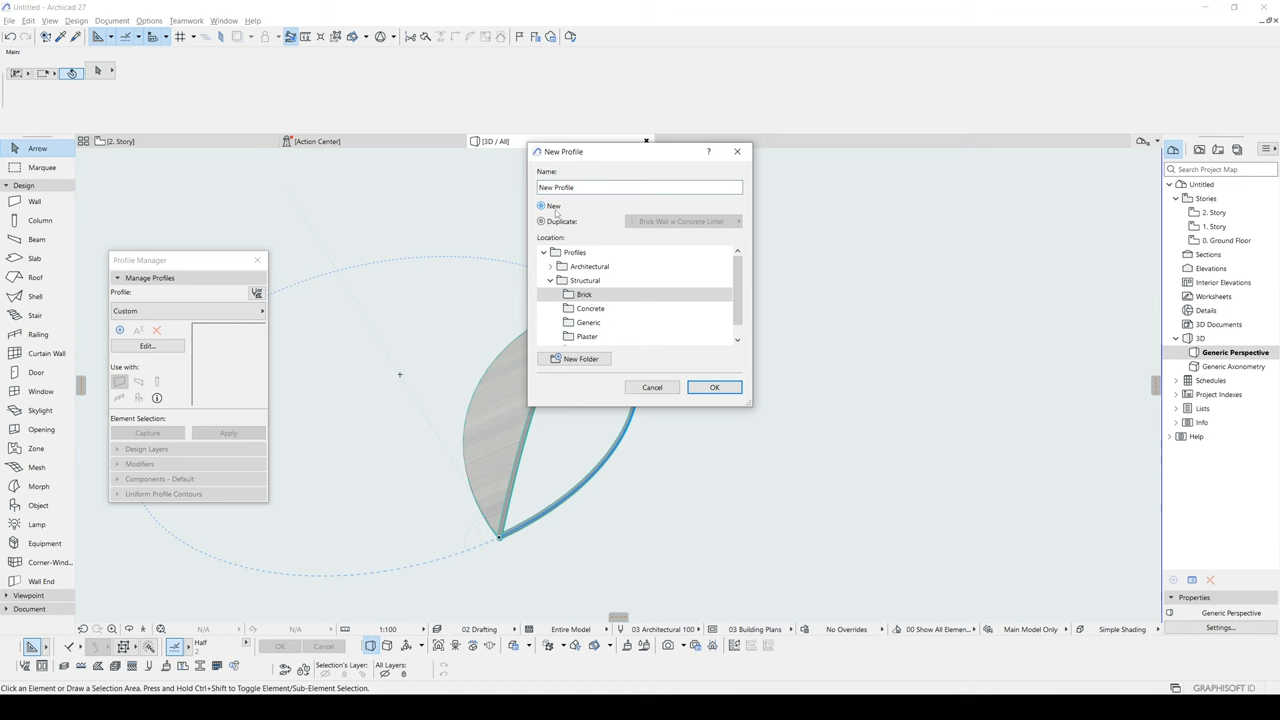 Untitled - Archicad 27
File Edit View Design Document Options Teamwork Window Help
Main:
[2. Story] [Action Center] [3D / All]
Arrow
Marquee
Design
Wall
Column
Beam
Slab
Roof
Shell
Stair
Railing
Curtain Wall
Door
Window
Skylight
Opening
Zone
Mesh
Morph
Object
Lamp
Equipment
Corner-Wind...
Wall End
Viewpoint
Document
Profile Manager
Manage Profiles
Profile:
Custom
Edit...
Use with:
Element Selection:
Capture Apply
Design Layers
Modifiers
Components - Default
Uniform Profile Contours
New Profile
Name:
New Profile
New
Duplicate: Brick Wall w Concrete Lintel
Location:
Profiles
Architectural
Structural
Brick
Concrete
Generic
Plaster
New Folder
Cancel OK
Search Project Map
Untitled
Stories
2. Story
1. Story
0. Ground Floor
Sections
Elevations
Interior Elevations
Worksheets
Details
3D Documents
3D
Generic Perspective
Generic Axonometry
Schedules
Project Indexes
Lists
Info
Help
Properties
Generic Perspective
Settings...
N/A N/A 1:100 02 Drafting Entire Model 03 Architectural 100 03 Building Plans No Overrides 00 Show All Elemen... Main Model Only Simple Shading
Half
2
OK Cancel
Selection's Layer: All Layers:
Click an Element or Draw a Selection Area. Press and Hold Ctrl+Shift to Toggle Element/Sub-Element Selection.
GRAPHISOFT ID